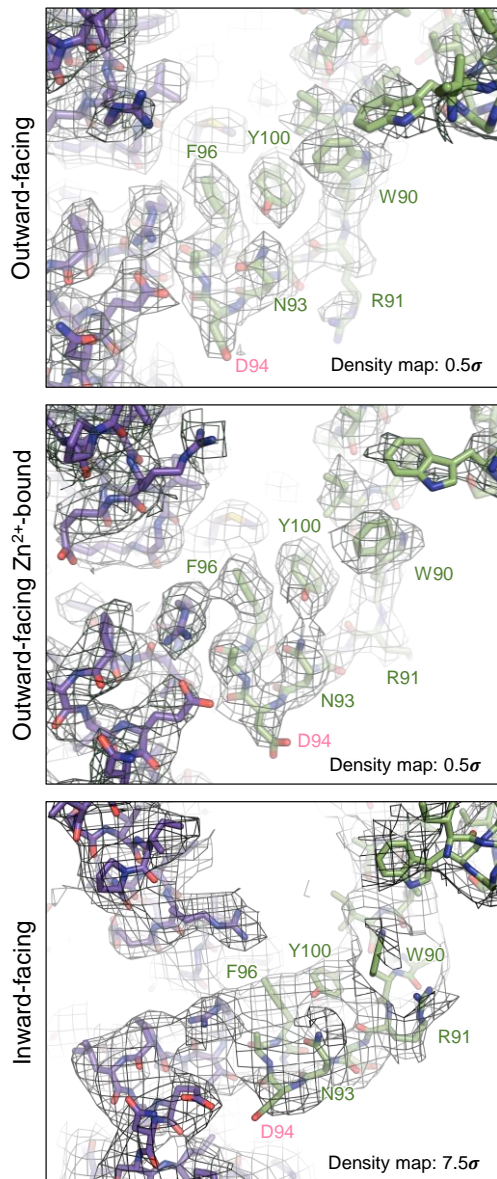 Outward-facing
Y100
F96
W90
N93
R91
D94
Density map: 0.5σ
Outward-facing Zn²⁺-bound
Y100
F96
W90
R91
N93
D94
Density map: 0.5σ
Inward-facing
Y100
W90
F96
R91
N93
D94
Density map: 7.5σ